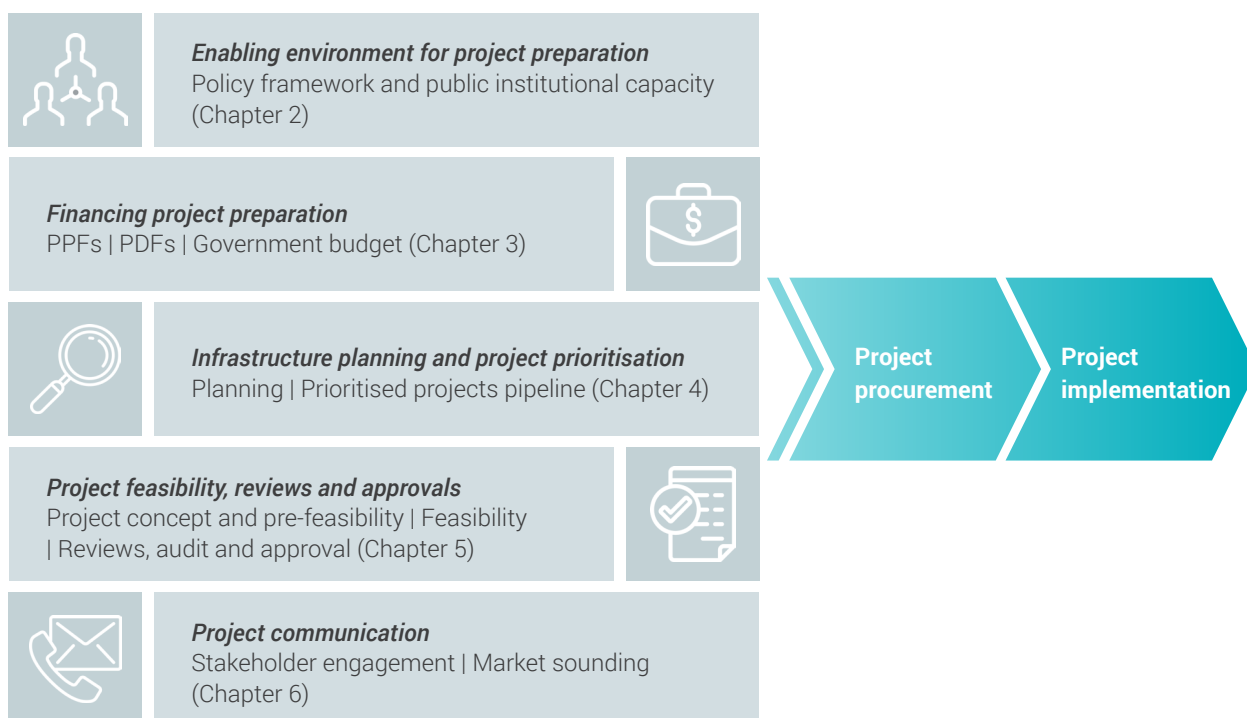 Enabling environment for project preparation
Policy framework and public institutional capacity
(Chapter 2)
Financing project preparation
PPFs | PDFs | Government budget (Chapter 3)
$
Infrastructure planning and project prioritisation
Planning | Prioritised projects pipeline (Chapter 4)
Project feasibility, reviews and approvals
Project concept and pre-feasibility | Feasibility
| Reviews, audit and approval (Chapter 5)
Project communication
Stakeholder engagement | Market sounding
(Chapter 6)
Project
procurement
Project
implementation